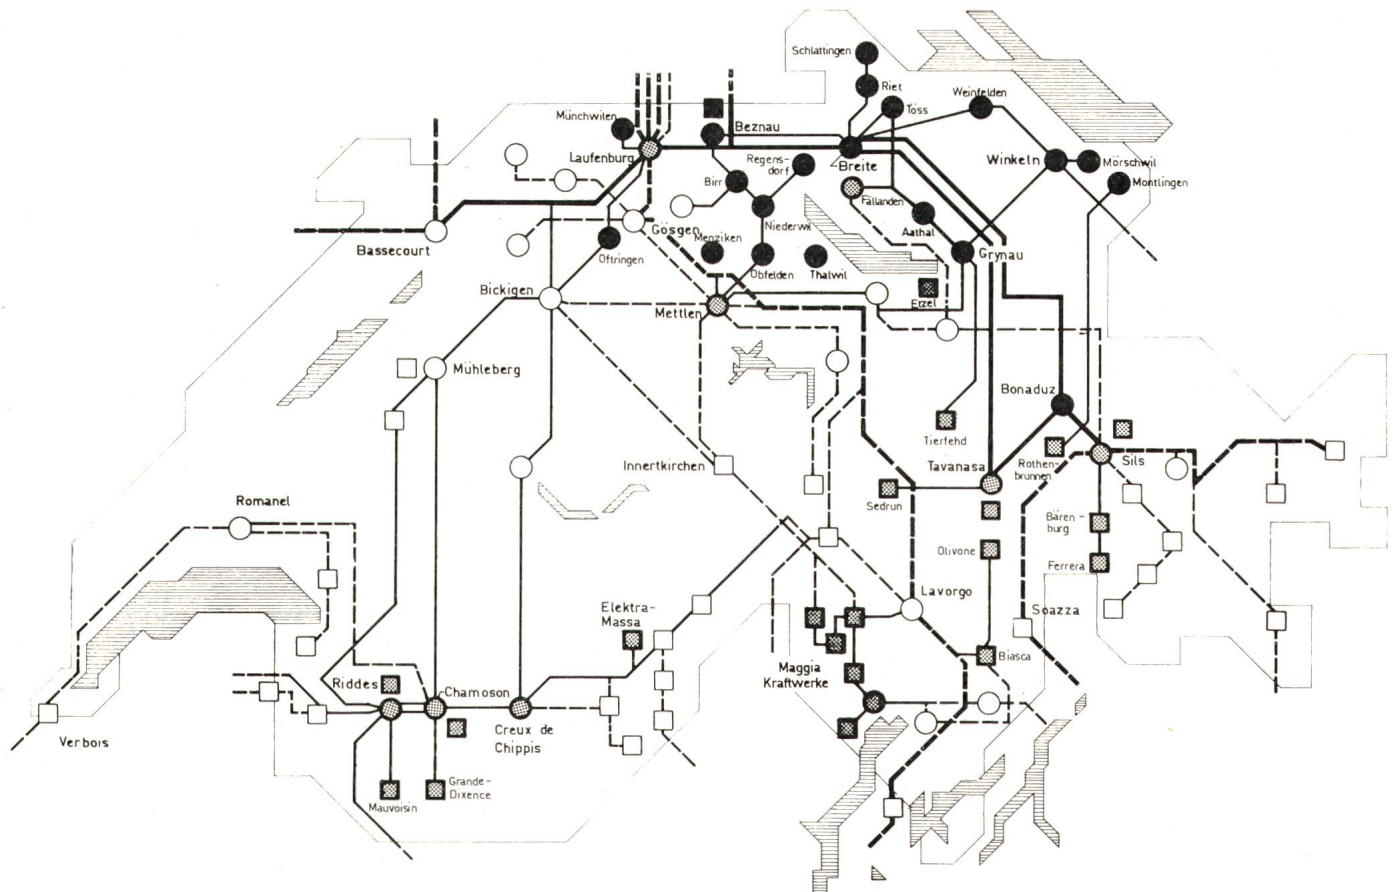 Schlattingen
Riet
Töss
Weinfelden
Münchwilen
Beznau
Laufenburg
Regens-
dorf
Breite
Winkeln
Mörschwil
Montlingen
Birr
Fällanden
Bassecourt
Gösgen
Niederwil
Aathal
Menziken
Oftringen
Obfelden
Thalwil
Grynau
Bickigen
Etzel
Mettlen
Mühleberg
Bonaduz
Tierfehd
Innertkirchen
Tavanasa
Rothen-
brunnen
Sils
Romanel
Sedrun
Bären-
burg
Olivone
Ferrera
Lavorgo
Soazza
Elektra-
Massa
Biasca
Maggia
Kraftwerke
Riddes
Chamoson
Creux de
Chippis
Verbois
Grande-
Dixence
Mauvoisin